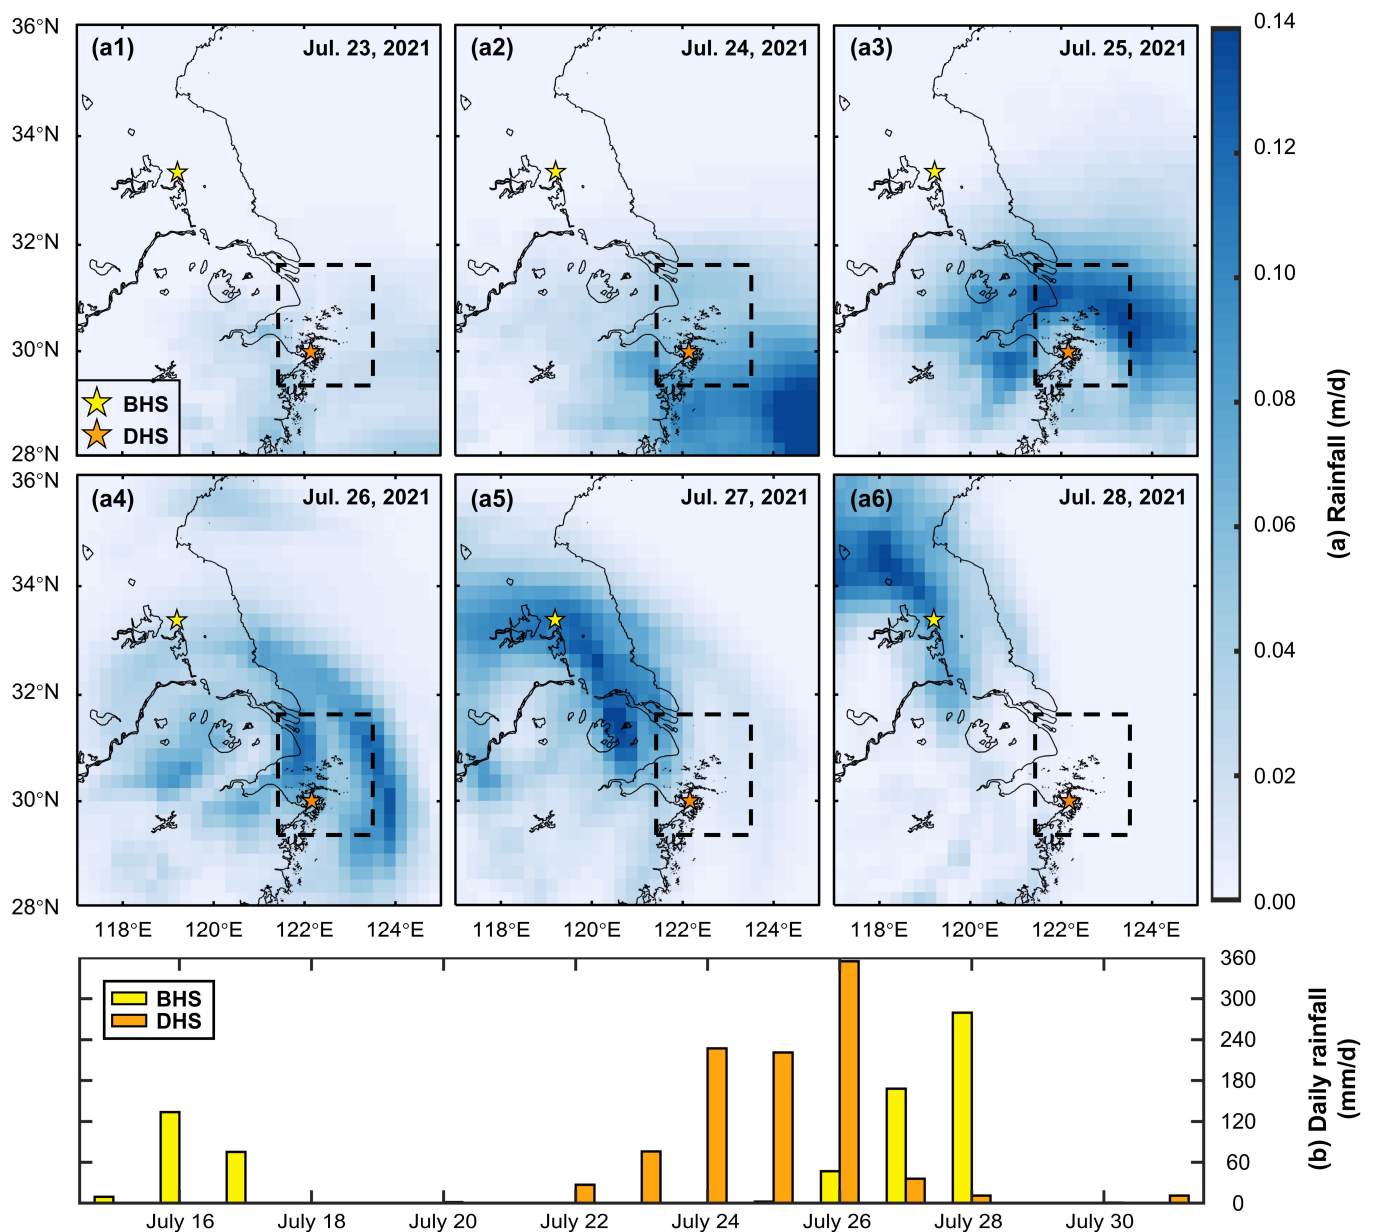 36°N
(a1) Jul. 23, 2021
(a2) Jul. 24, 2021
(a3) Jul. 25, 2021
0.14
34°N
0.12
32°N
0.10
30°N
0.08
BHS
DHS
28°N
0.06
(a) Rainfall (m/d)
36°N
(a4) Jul. 26, 2021
(a5) Jul. 27, 2021
(a6) Jul. 28, 2021
34°N
0.04
32°N
0.02
30°N
28°N
0.00
118°E 120°E 122°E 124°E
118°E 120°E 122°E 124°E
118°E 120°E 122°E 124°E
BHS
DHS
360
300
240
180
120
60
0
(b) Daily rainfall
(mm/d)
July 16 July 18 July 20 July 22 July 24 July 26 July 28 July 30